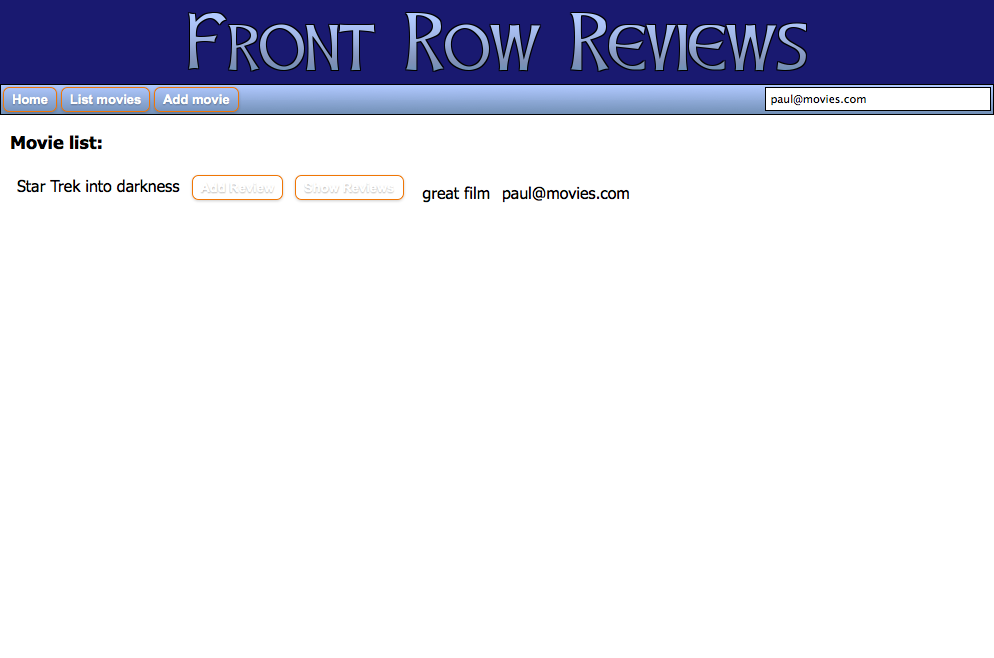 Front Row Reviews
Home List movies Add movie paul@movies.com
Movie list:
Star Trek into darkness Add Review Show Reviews great film paul@movies.com